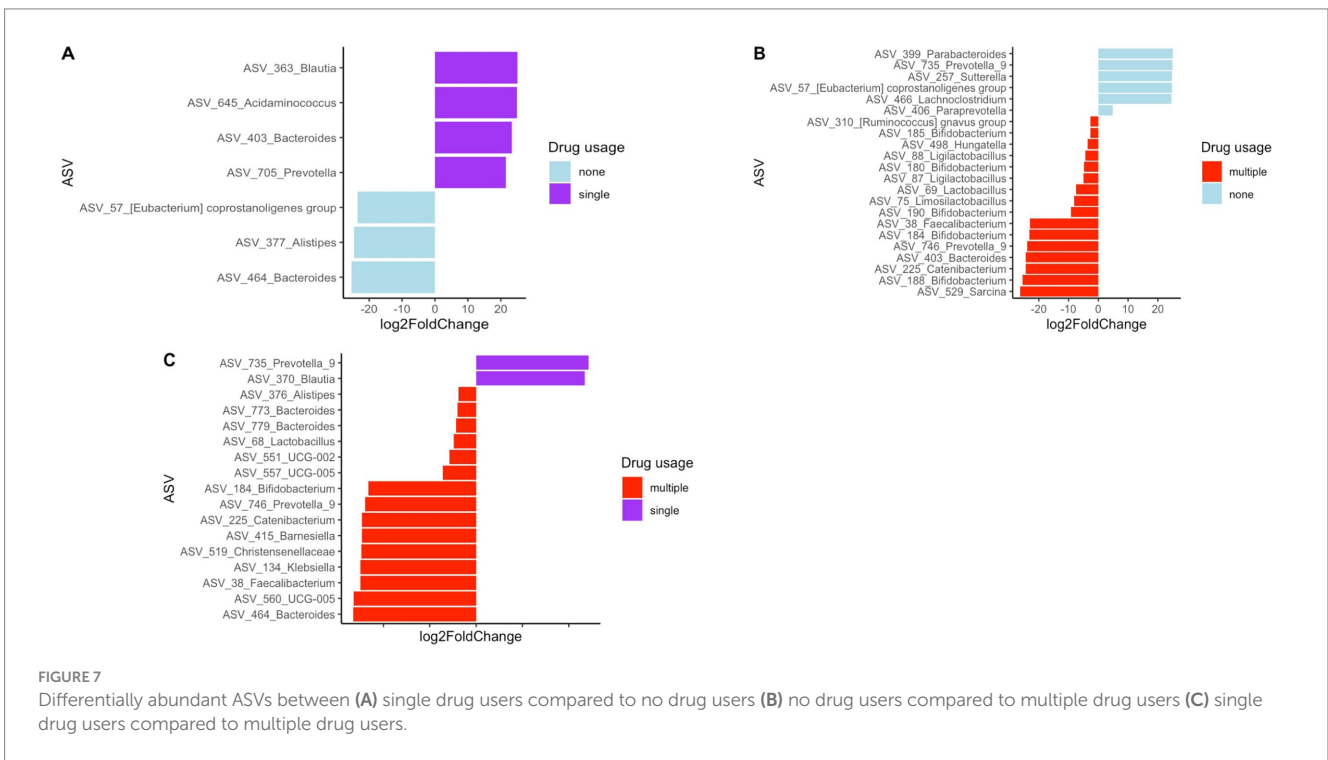 A
ASV_363_Blautia
ASV_645_Acidaminococcus
ASV_403_Bacteroides
ASV_705_Prevotella
ASV_57_[Eubacterium] coprostanoligenes group
ASV_377_Alistipes
ASV_464_Bacteroides
ASV
-20 -10 0 10 20
log2FoldChange
Drug usage
none
single
B
ASV_399_Parabacteroides
ASV_735_Prevotella_9
ASV_257_Sutterella
ASV_57_[Eubacterium] coprostanoligenes group
ASV_466_Lachnoclostridium
ASV_406_Paraprevotella
ASV_310_[Ruminococcus] gnavus group
ASV_185_Bifidobacterium
ASV_498_Hungatella
ASV_88_Ligilactobacillus
ASV_180_Bifidobacterium
ASV_87_Ligilactobacillus
ASV_69_Lactobacillus
ASV_75_Limosilactobacillus
ASV_190_Bifidobacterium
ASV_38_Faecalibacterium
ASV_184_Bifidobacterium
ASV_746_Prevotella_9
ASV_403_Bacteroides
ASV_225_Catenibacterium
ASV_188_Bifidobacterium
ASV_529_Sarcina
ASV
-20 -10 0 10 20
log2FoldChange
Drug usage
multiple
none
C
ASV_735_Prevotella_9
ASV_370_Blautia
ASV_376_Alistipes
ASV_773_Bacteroides
ASV_779_Bacteroides
ASV_68_Lactobacillus
ASV_551_UCG-002
ASV_557_UCG-005
ASV_184_Bifidobacterium
ASV_746_Prevotella_9
ASV_225_Catenibacterium
ASV_415_Barnesiella
ASV_519_Christensenellaceae
ASV_134_Klebsiella
ASV_38_Faecalibacterium
ASV_560_UCG-005
ASV_464_Bacteroides
ASV
log2FoldChange
Drug usage
multiple
single
FIGURE 7
Differentially abundant ASVs between (A) single drug users compared to no drug users (B) no drug users compared to multiple drug users (C) single
drug users compared to multiple drug users.